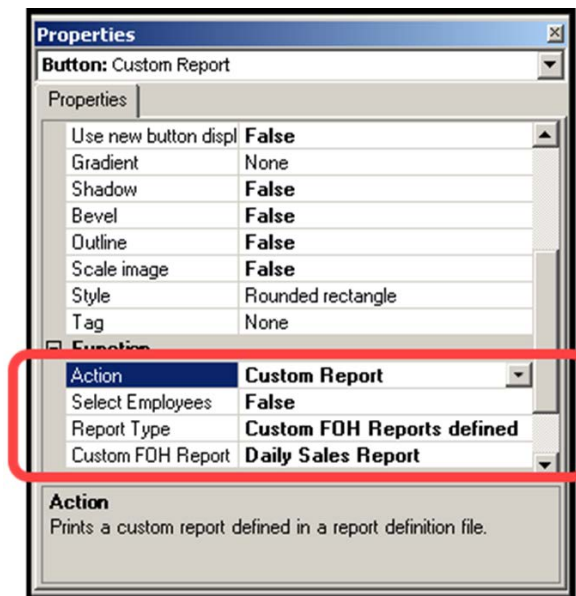 Properties
Button: Custom Report
Properties
Use new button displ False
Gradient None
Shadow False
Bevel False
Outline False
Scale image False
Style Rounded rectangle
Tag None
Function
Action Custom Report
Select Employees False
Report Type Custom FOH Reports defined
Custom FOH Report Daily Sales Report
Action
Prints a custom report defined in a report definition file.